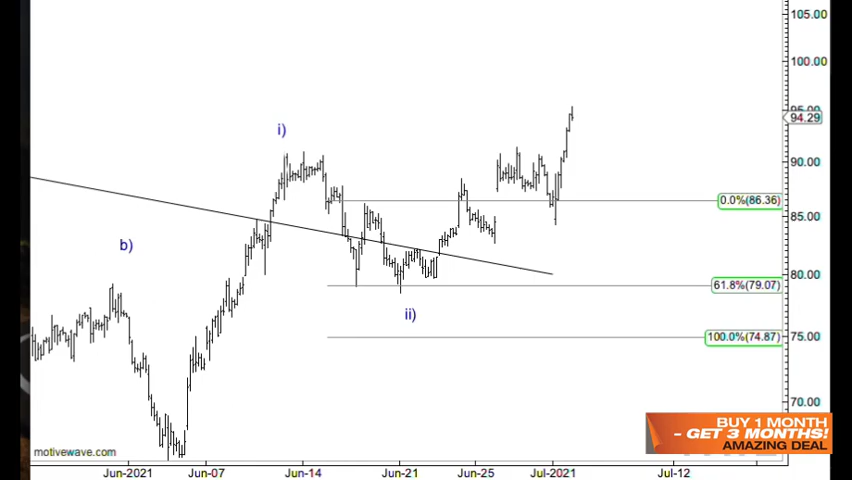 105.00
100.00
95.00
94.29
90.00
0.0%(86.36)
85.00
80.00
61.8%(79.07)
100.0%(74.87)
75.00
70.00
i)
b)
ii)
BUY 1 MONTH
- GET 3 MONTHS!
AMAZING DEAL
motivewave.com
Jun-2021 Jun-07 Jun-14 Jun-21 Jun-25 Jul-2021 Jul-12